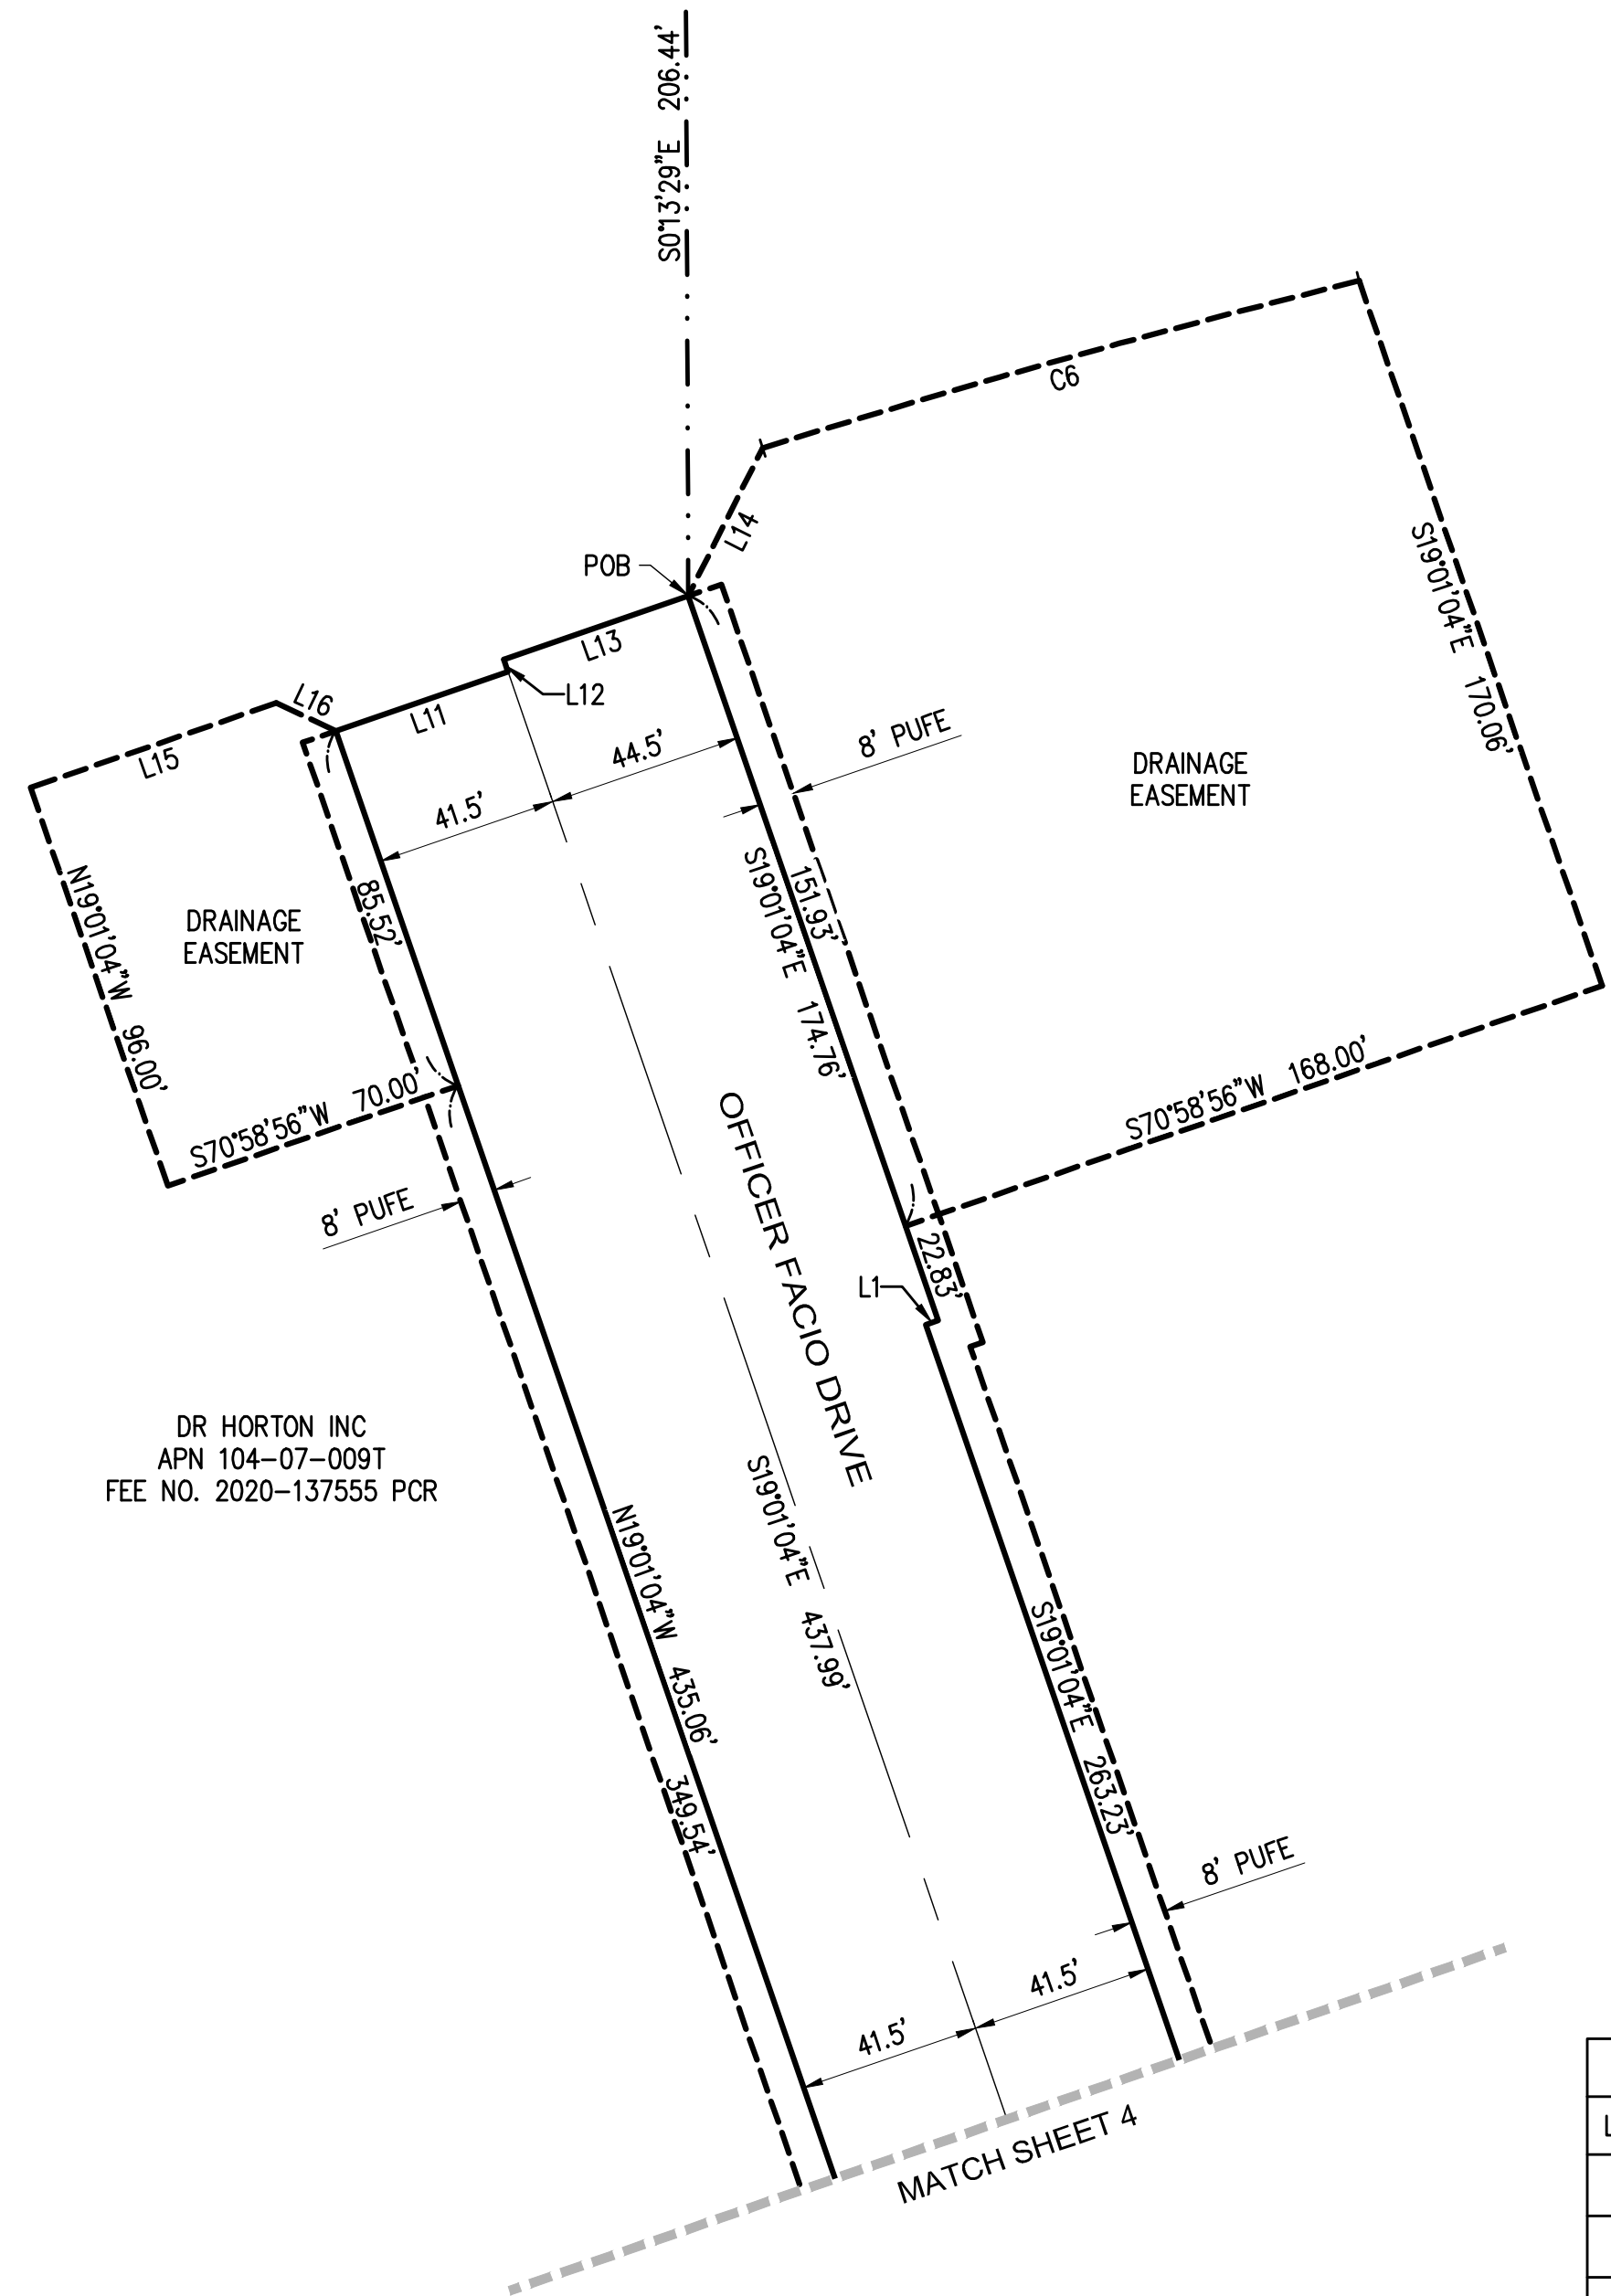 S0°13'29"E 206.44'
C6
L14
POB
S19°01'04"E 170.06'
L13
L16
L12
L11
L15
44.5'
8' PUFE
DRAINAGE
EASEMENT
41.5'
N19°01'04"W 96.00'
85.52'
151.93'
S19°01'04"E 174.76'
DRAINAGE
EASEMENT
S70°58'56"W 70.00'
S70°58'56"W 168.00'
8' PUFE
OFFICER FACIO DRIVE
22.83'
L1
DR HORTON INC
APN 104-07-009T
FEE NO. 2020-137555 PCR
S19°01'04"E 437.99'
N19°01'04"W 435.06'
S19°01'04"E 263.23'
349.54'
8' PUFE
41.5'
41.5'
MATCH SHEET 4